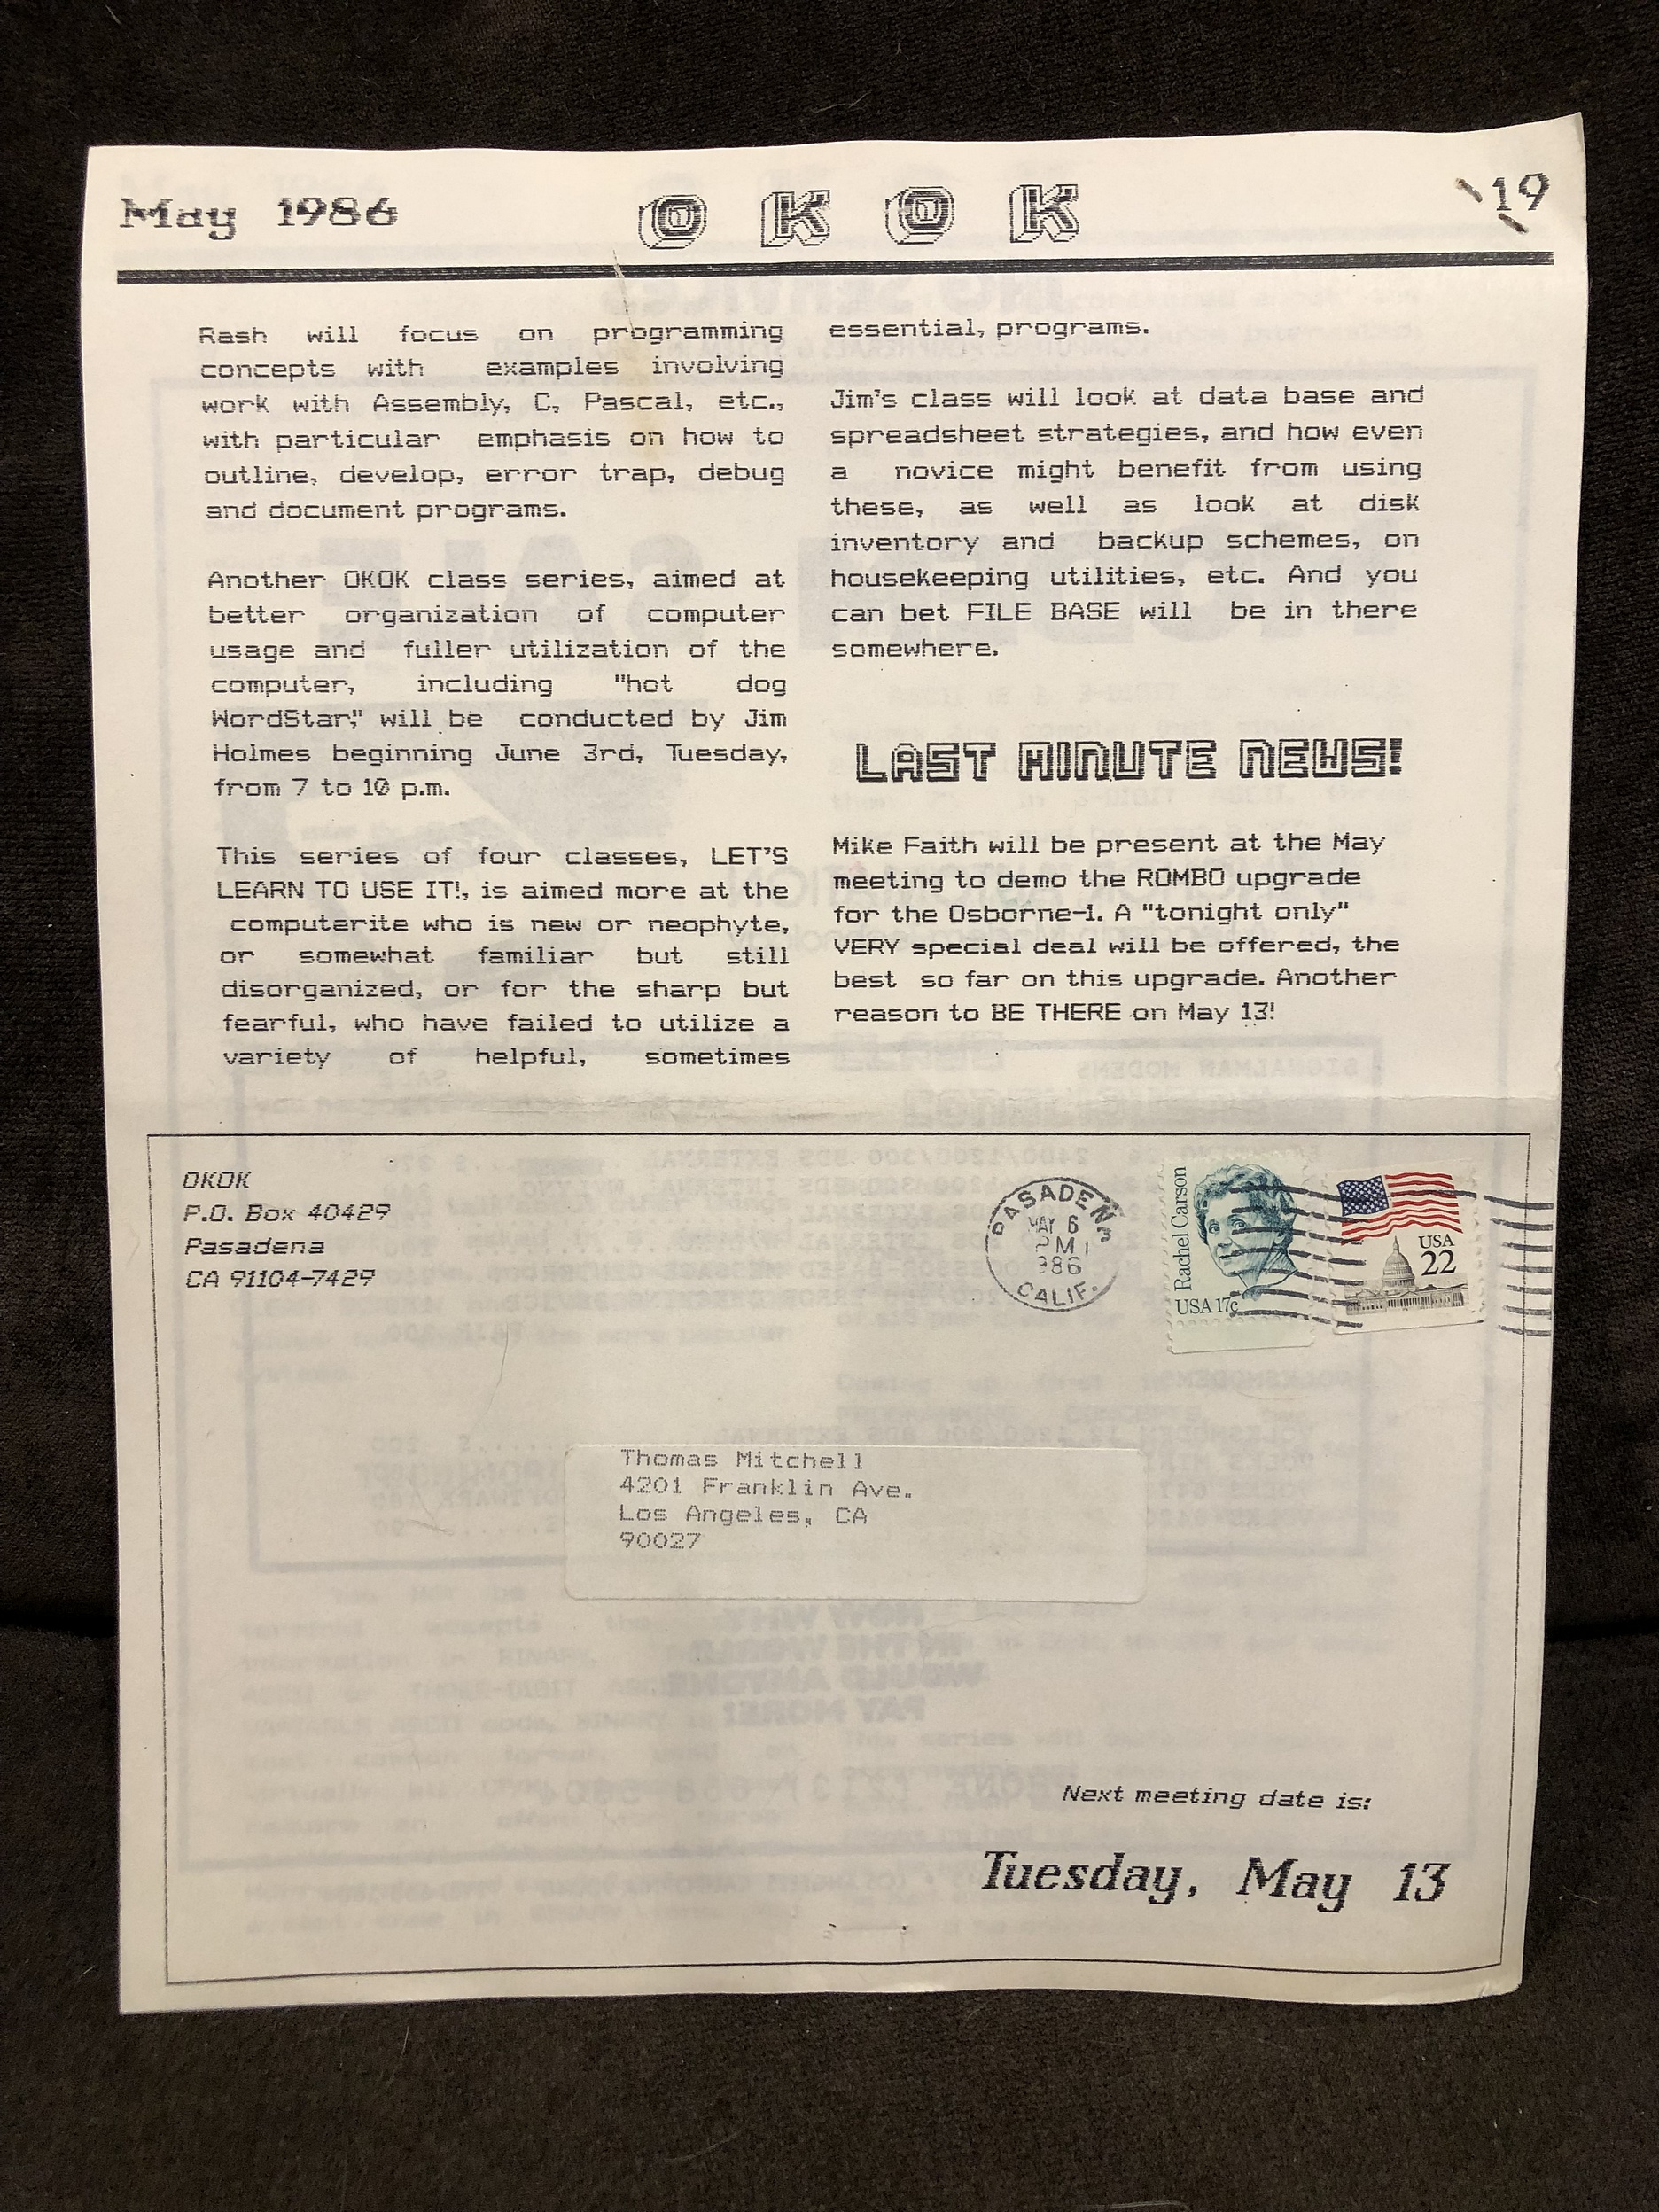 May 1986 OKOK 19
Rash will focus on programming
concepts with examples involving
work with Assembly, C, Pascal, etc.,
with particular emphasis on how to
outline, develop, error trap, debug
and document programs.
Another OKOK class series, aimed at
better organization of computer
usage and fuller utilization of the
computer, including "hot dog
WordStar," will be conducted by Jim
Holmes beginning June 3rd, Tuesday,
from 7 to 10 p.m.
This series of four classes, LET'S
LEARN TO USE IT!, is aimed more at the
computerite who is new or neophyte,
or somewhat familiar but still
disorganized, or for the sharp but
fearful, who have failed to utilize a
variety of helpful, sometimes
essential, programs.
Jim's class will look at data base and
spreadsheet strategies, and how even
a novice might benefit from using
these, as well as look at disk
inventory and backup schemes, on
housekeeping utilities, etc. And you
can bet FILE BASE will be in there
somewhere.
LAST MINUTE NEWS!
Mike Faith will be present at the May
meeting to demo the ROMBO upgrade
for the Osborne-1. A "tonight only"
VERY special deal will be offered, the
best so far on this upgrade. Another
reason to BE THERE on May 13!
OKOK
P.O. Box 40429
Pasadena
CA 91104-7429
PASADENA
MAY 6
PM
1986
CALIF.
Rachel Carson
USA 17c
USA
22
Thomas Mitchell
4201 Franklin Ave.
Los Angeles, CA
90027
Next meeting date is:
Tuesday, May 13